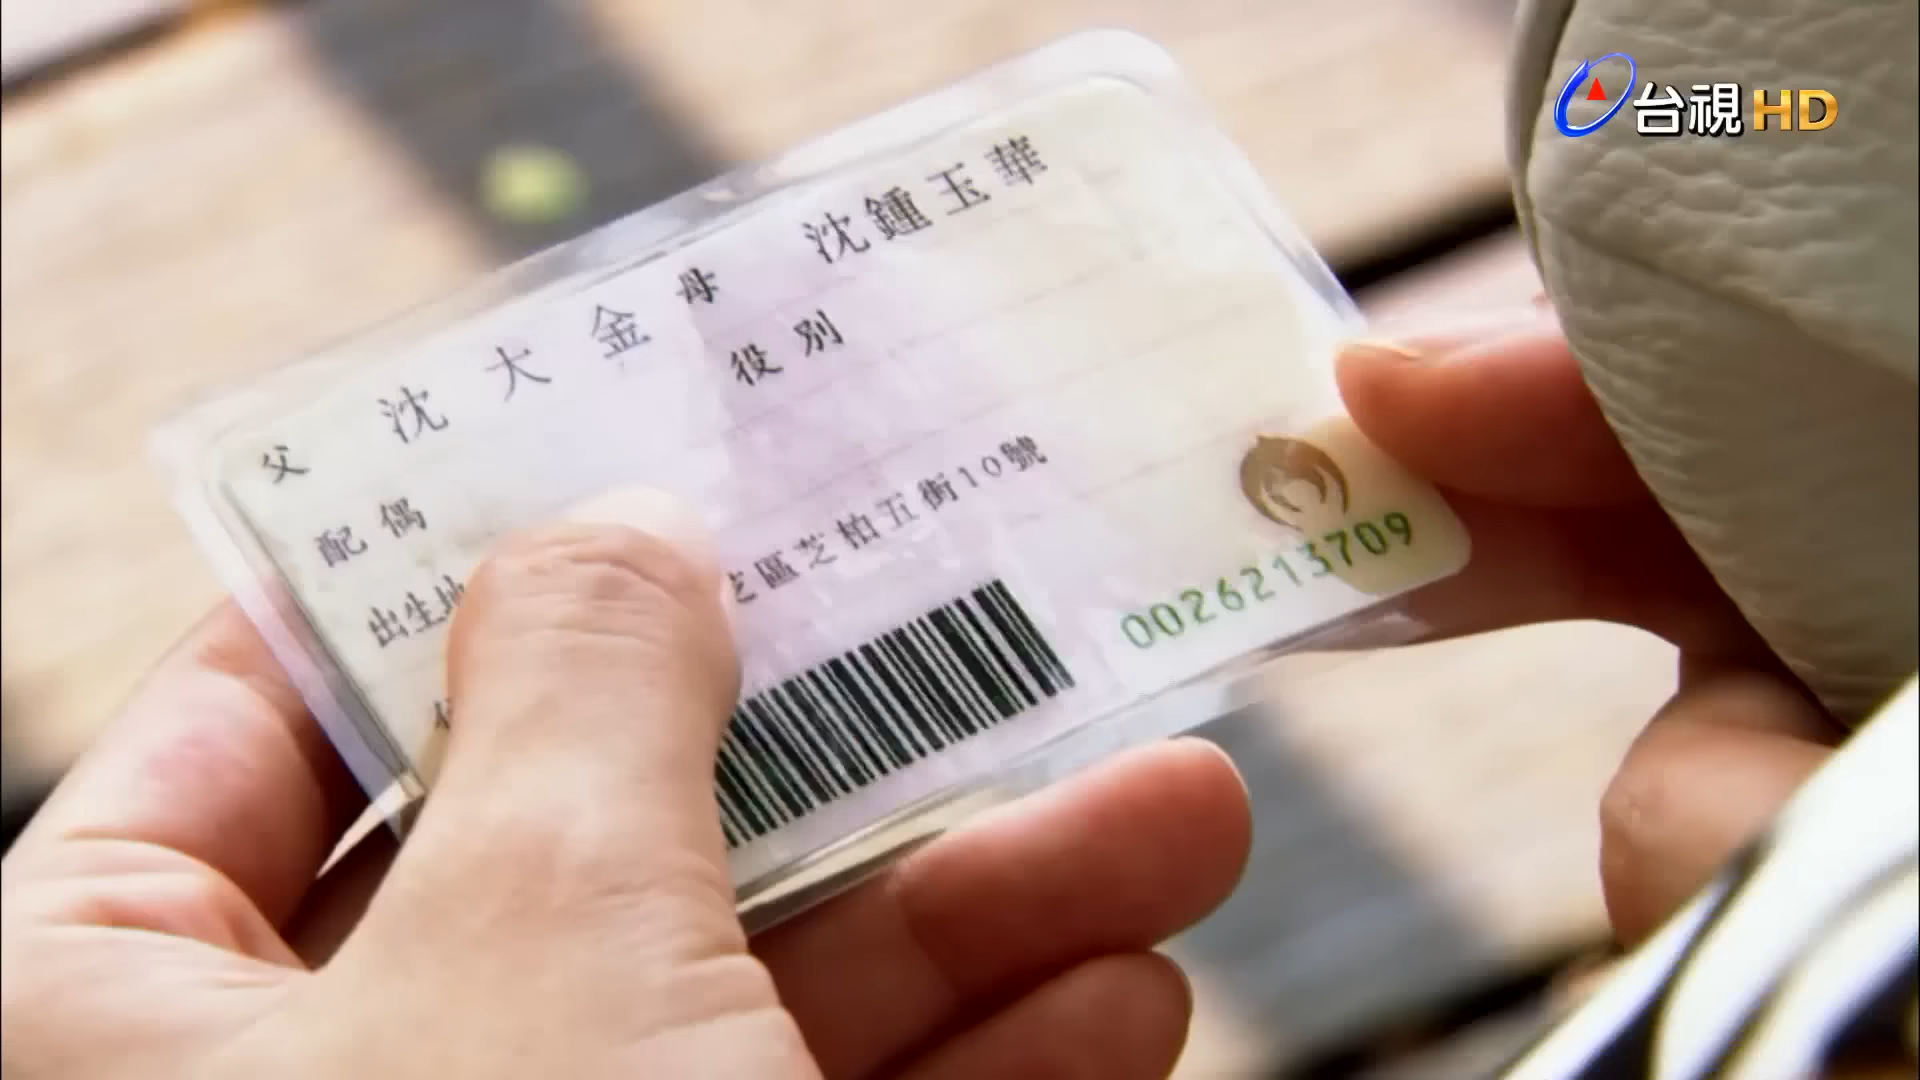 台視HD
父 沈大金 母 沈鍾玉華
配偶 役別
出生地
芝區芝柏五街10號
0026213709